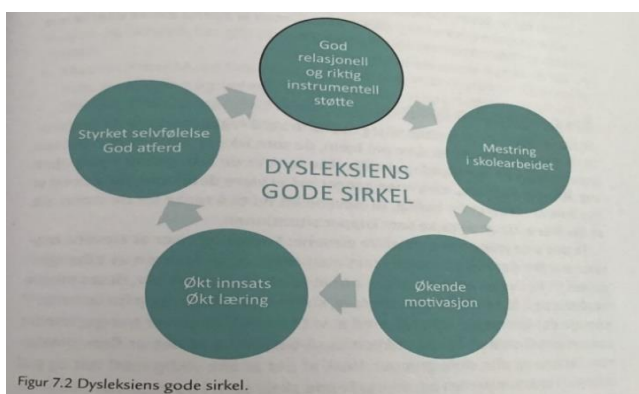 God
relasjonell
og riktig
instrumentell
støtte
Mestring
i skolearbeidet
Økende
motivasjon
Økt innsats
Økt læring
Styrket selvfølelse
God atferd
DYSLEKSIENS
GODE SIRKEL
Figur 7.2 Dysleksiens gode sirkel.